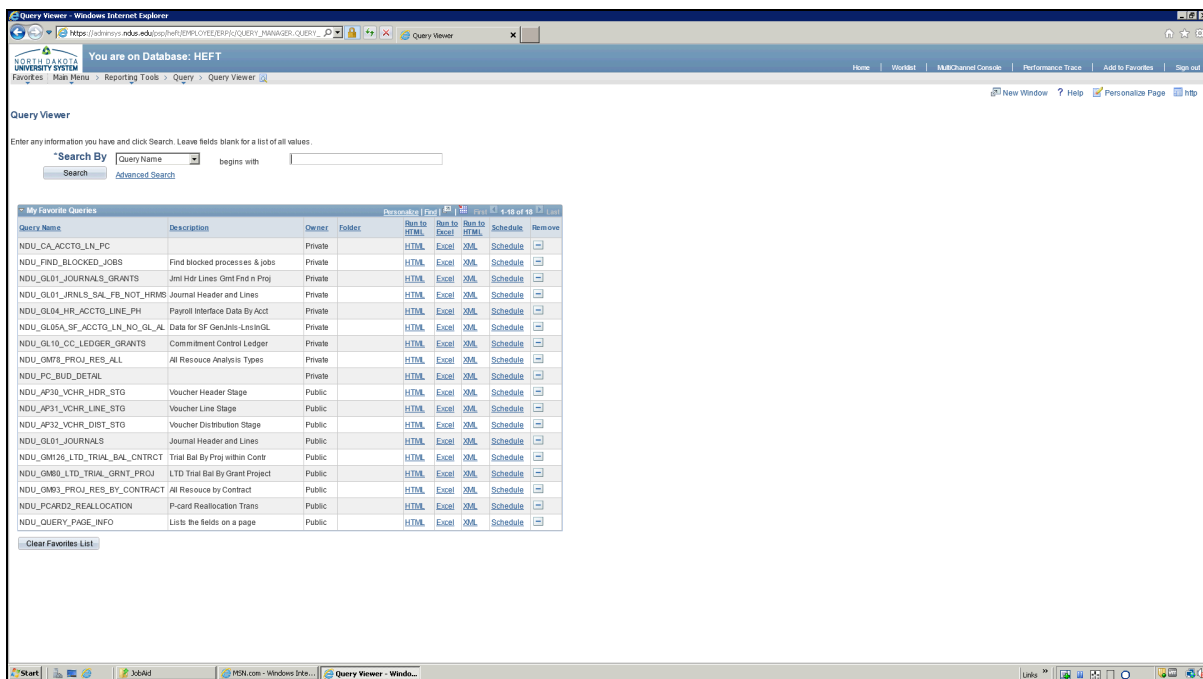 Query Viewer - Windows Internet Explorer
https://adminsys.ndus.edu/psp/heft/EMPLOYEE/ERP/c/QUERY_MANAGER.QUERY_ Query Viewer
NORTH DAKOTA
UNIVERSITY SYSTEM
You are on Database: HEFT
Home | Worklist | MultiChannel Console | Performance Trace | Add to Favorites | Sign out
Favorites | Main Menu > Reporting Tools > Query > Query Viewer
New Window ? Help Personalize Page http
Query Viewer
Enter any information you have and click Search. Leave fields blank for a list of all values.
*Search By Query Name begins with
Search Advanced Search
My Favorite Queries Personalize | Find | First 1-18 of 18 Last
Query Name Description Owner Folder Run to HTML Run to Excel Run to HTML Schedule Remove
NDU_CA_ACCTG_LN_PC Private HTML Excel XML Schedule
NDU_FIND_BLOCKED_JOBS Find blocked processes & jobs Private HTML Excel XML Schedule
NDU_GL01_JOURNALS_GRANTS Jrnl Hdr Lines Grnt Fnd n Proj Private HTML Excel XML Schedule
NDU_GL01_JRNLS_SAL_FB_NOT_HRMS Journal Header and Lines Private HTML Excel XML Schedule
NDU_GL04_HR_ACCTG_LINE_PH Payroll Interface Data By Acct Private HTML Excel XML Schedule
NDU_GL05A_SF_ACCTG_LN_NO_GL_AL Data for SF GenJnls-LnsInGL Private HTML Excel XML Schedule
NDU_GL10_CC_LEDGER_GRANTS Commitment Control Ledger Private HTML Excel XML Schedule
NDU_GM78_PROJ_RES_ALL All Resouce Analysis Types Private HTML Excel XML Schedule
NDU_PC_BUD_DETAIL Private HTML Excel XML Schedule
NDU_AP30_VCHR_HDR_STG Voucher Header Stage Public HTML Excel XML Schedule
NDU_AP31_VCHR_LINE_STG Voucher Line Stage Public HTML Excel XML Schedule
NDU_AP32_VCHR_DIST_STG Voucher Distribution Stage Public HTML Excel XML Schedule
NDU_GL01_JOURNALS Journal Header and Lines Public HTML Excel XML Schedule
NDU_GM126_LTD_TRIAL_BAL_CNTRCT Trial Bal By Proj within Contr Public HTML Excel XML Schedule
NDU_GM80_LTD_TRIAL_GRNT_PROJ LTD Trial Bal By Grant Project Public HTML Excel XML Schedule
NDU_GM93_PROJ_RES_BY_CONTRACT All Resouce by Contract Public HTML Excel XML Schedule
NDU_PCARD2_REALLOCATION P-card Reallocation Trans Public HTML Excel XML Schedule
NDU_QUERY_PAGE_INFO Lists the fields on a page Public HTML Excel XML Schedule
Clear Favorites List
Start JobAid MSN.com - Windows Inte... Query Viewer - Windo... Links »